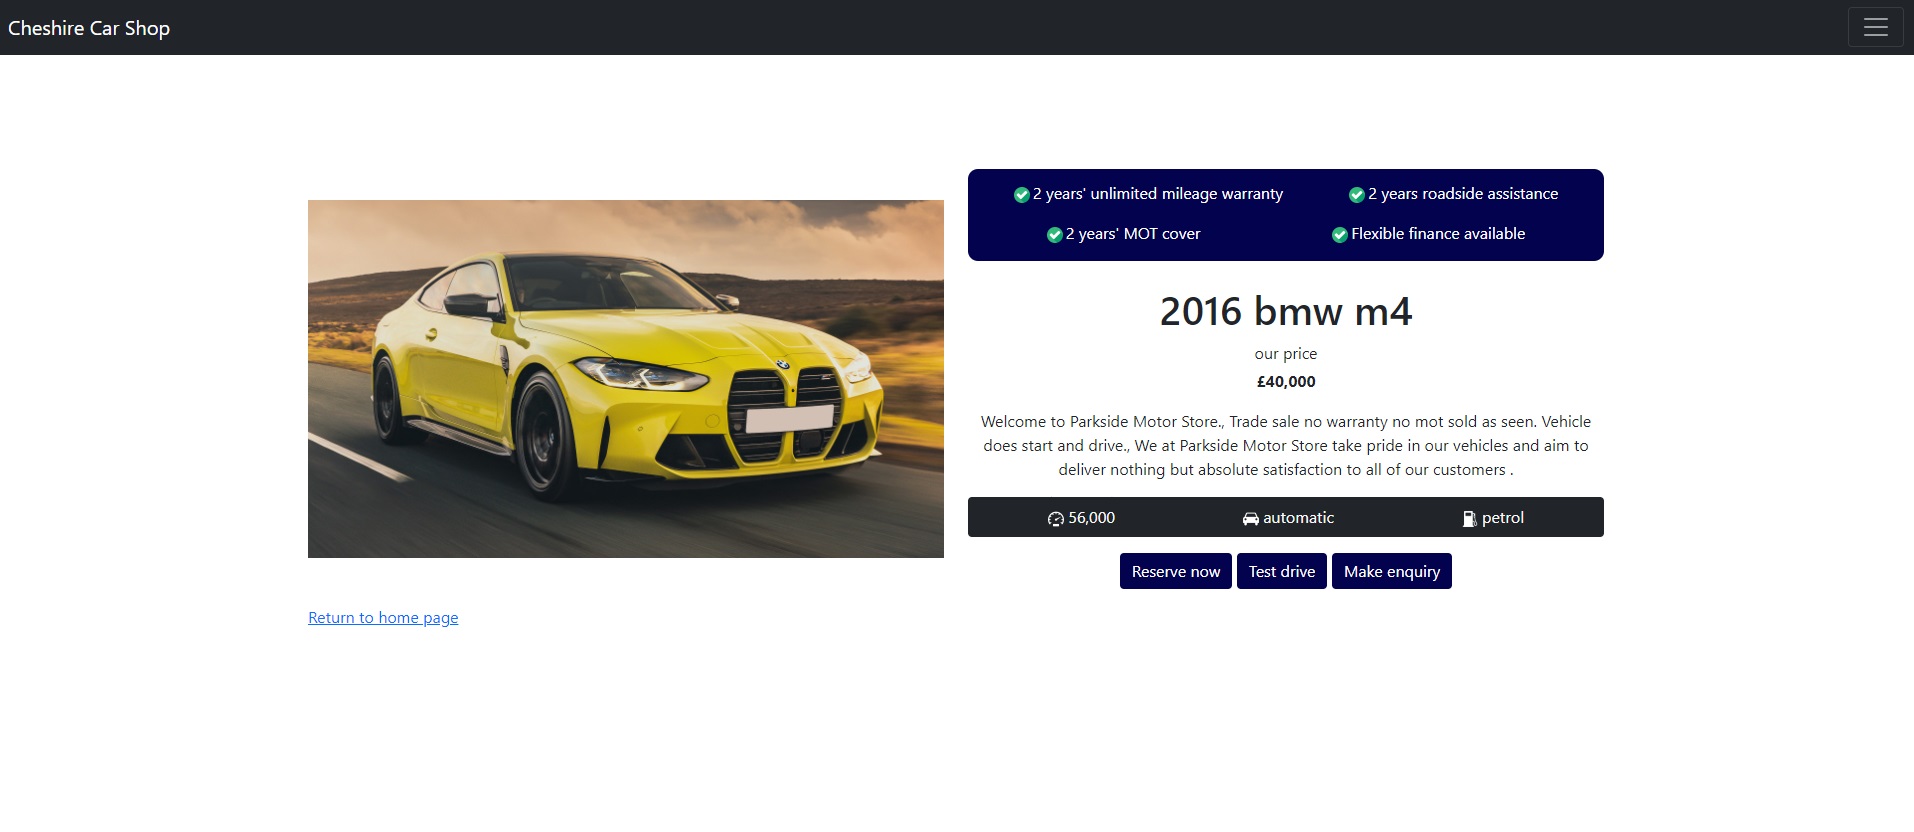 Cheshire Car Shop
2 years' unlimited mileage warranty
2 years roadside assistance
2 years' MOT cover
Flexible finance available
2016 bmw m4
our price
£40,000
Welcome to Parkside Motor Store., Trade sale no warranty no mot sold as seen. Vehicle
does start and drive., We at Parkside Motor Store take pride in our vehicles and aim to
deliver nothing but absolute satisfaction to all of our customers .
56,000
automatic
petrol
Reserve now
Test drive
Make enquiry
Return to home page